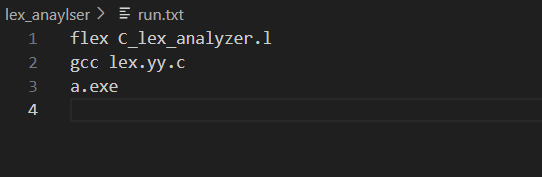 lex_anaylser > run.txt
1 flex C_lex_analyzer.l
2 gcc lex.yy.c
3 a.exe
4